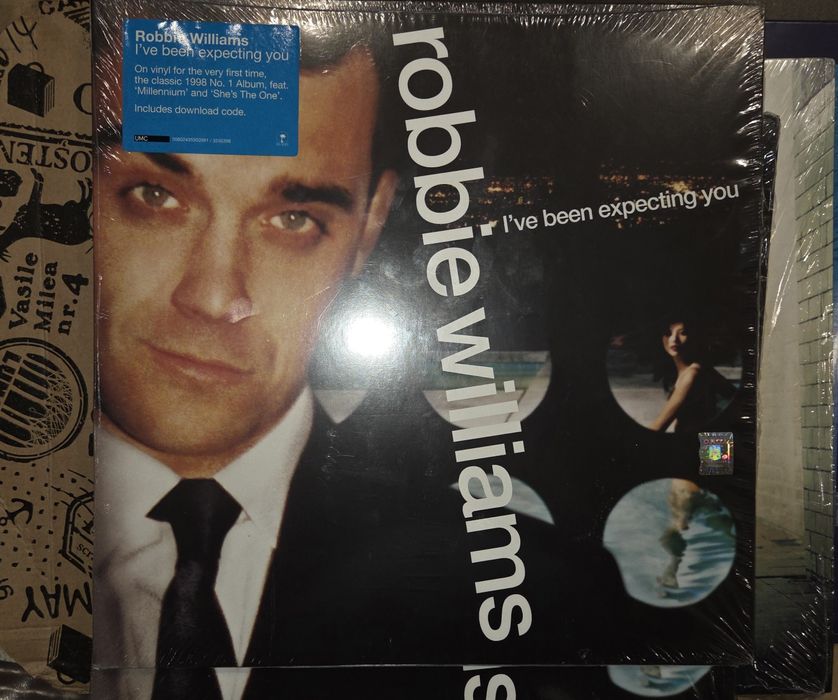 Robbie Williams
I've been expecting you
On vinyl for the very first time,
the classic 1998 No. 1 Album, feat.
'Millennium' and 'She's The One'.
Includes download code.
UMC
robbie williams
I've been expecting you
Vasile
Milea
nr.4
MAY